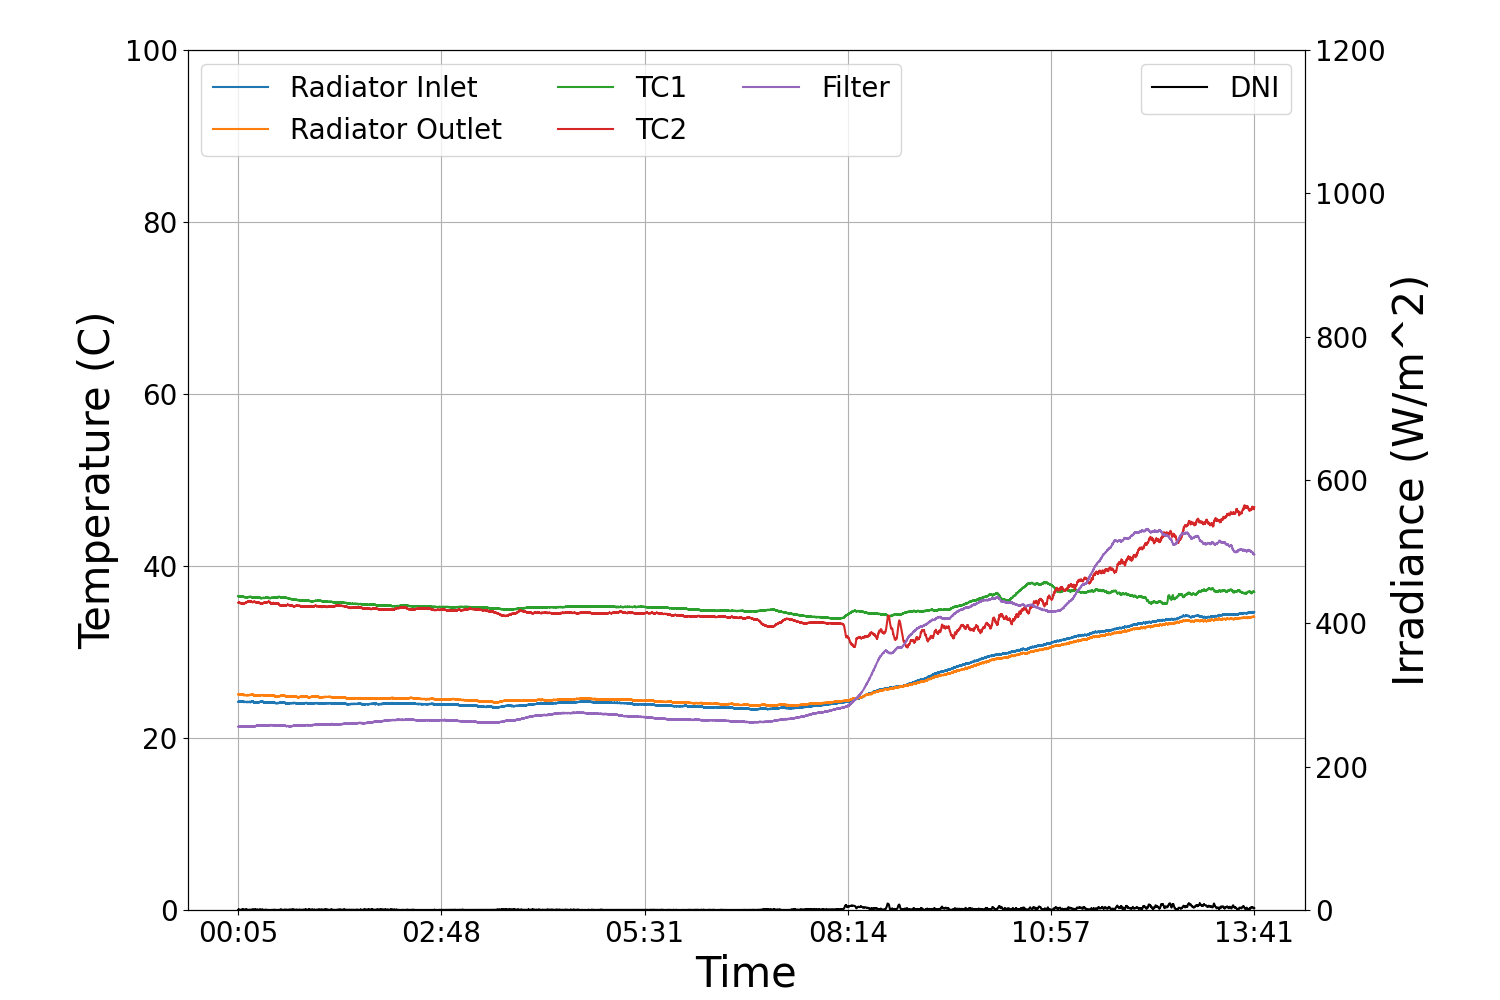 100
80
60
40
20
0
Temperature (C)
Radiator Inlet
Radiator Outlet
TC1
TC2
Filter
DNI
1200
1000
800
600
400
200
0
Irradiance (W/m^2)
00:05
02:48
05:31
08:14
10:57
13:41
Time